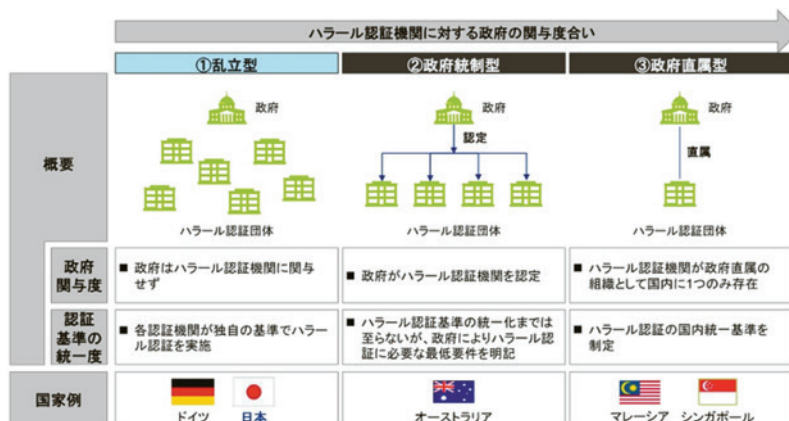 ハラール認証機関に対する政府の関与度合い
①乱立型
②政府統制型
③政府直属型
概要
政府
ハラール認証団体
政府
認定
ハラール認証団体
政府
直属
ハラール認証団体
政府
関与度
■ 政府はハラール認証機関に関与
せず
■ 政府がハラール認証機関を認定
■ ハラール認証機関が政府直属の
組織として国内に1つのみ存在
認証
基準の
統一度
■ 各認証機関が独自の基準でハラー
ル認証を実施
■ ハラール認証基準の統一化までは
至らないが、政府によりハラール認
証に必要な最低要件を明記
■ ハラール認証の国内統一基準を
制定
国家例
ドイツ
日本
オーストラリア
マレーシア
シンガポール